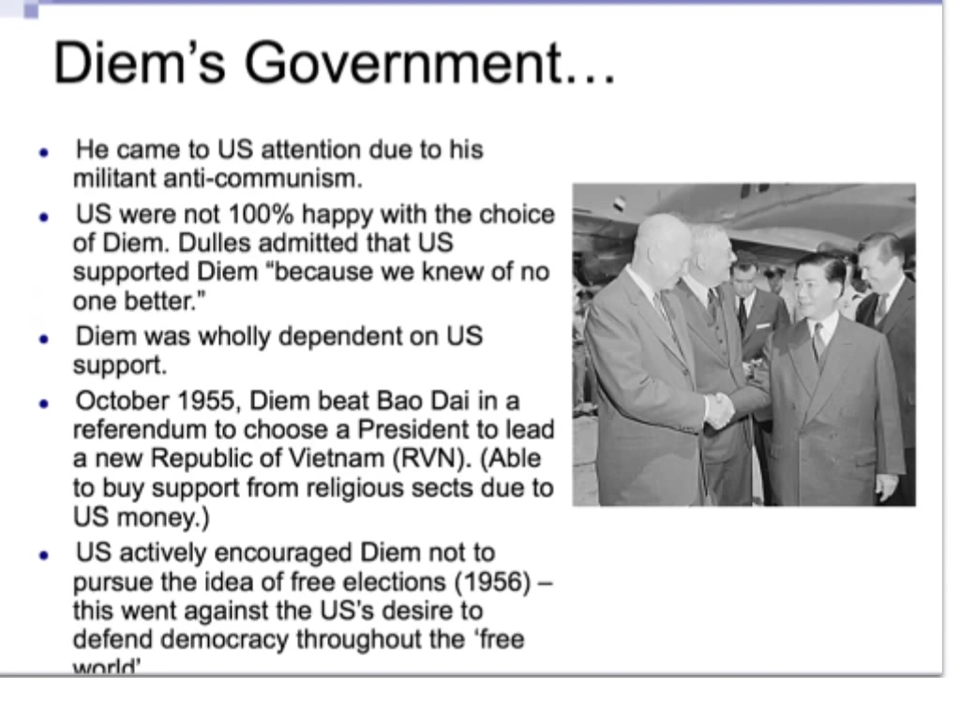 Diem's Government…
• He came to US attention due to his
militant anti-communism.
• US were not 100% happy with the choice
of Diem. Dulles admitted that US
supported Diem “because we knew of no
one better.”
• Diem was wholly dependent on US
support.
• October 1955, Diem beat Bao Dai in a
referendum to choose a President to lead
a new Republic of Vietnam (RVN). (Able
to buy support from religious sects due to
US money.)
• US actively encouraged Diem not to
pursue the idea of free elections (1956) –
this went against the US's desire to
defend democracy throughout the ‘free
world’